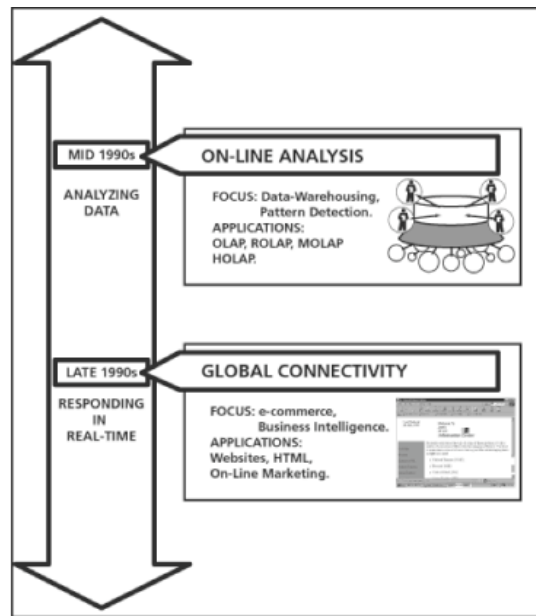 MID 1990s
ANALYZING
DATA
ON-LINE ANALYSIS
FOCUS: Data-Warehousing,
Pattern Detection.
APPLICATIONS:
OLAP, ROLAP, MOLAP
HOLAP.
LATE 1990s
RESPONDING
IN
REAL-TIME
GLOBAL CONNECTIVITY
FOCUS: e-commerce,
Business Intelligence.
APPLICATIONS:
Websites, HTML,
On-Line Marketing.